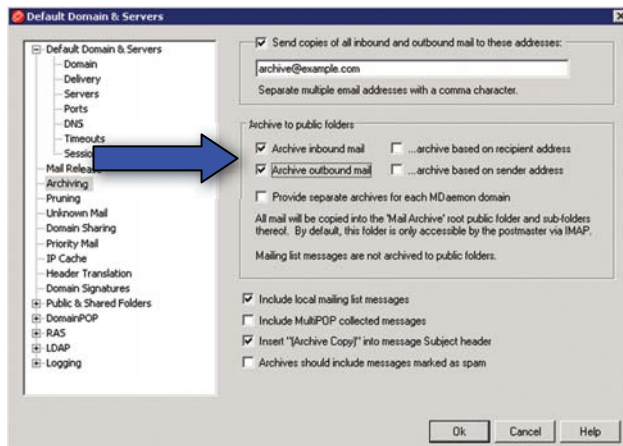 Default Domain & Servers
Default Domain & Servers
Domain
Delivery
Servers
Ports
DNS
Timeouts
Sessio
Mail Release
Archiving
Pruning
Unknown Mail
Domain Sharing
Priority Mail
IP Cache
Header Translation
Domain Signatures
Public & Shared Folders
DomainPOP
RAS
LDAP
Logging
Send copies of all inbound and outbound mail to these addresses:
archive@example.com
Separate multiple email addresses with a comma character.
Archive to public folders
Archive inbound mail
...archive based on recipient address
Archive outbound mail
...archive based on sender address
Provide separate archives for each MDaemon domain
All mail will be copied into the 'Mail Archive' root public folder and sub-folders
thereof. By default, this folder is only accessible by the postmaster via IMAP.
Mailing list messages are not archived to public folders.
Include local mailing list messages
Include MultiPOP collected messages
Insert "(Archive Copy)" into message Subject header
Archives should include messages marked as spam
Ok
Cancel
Help